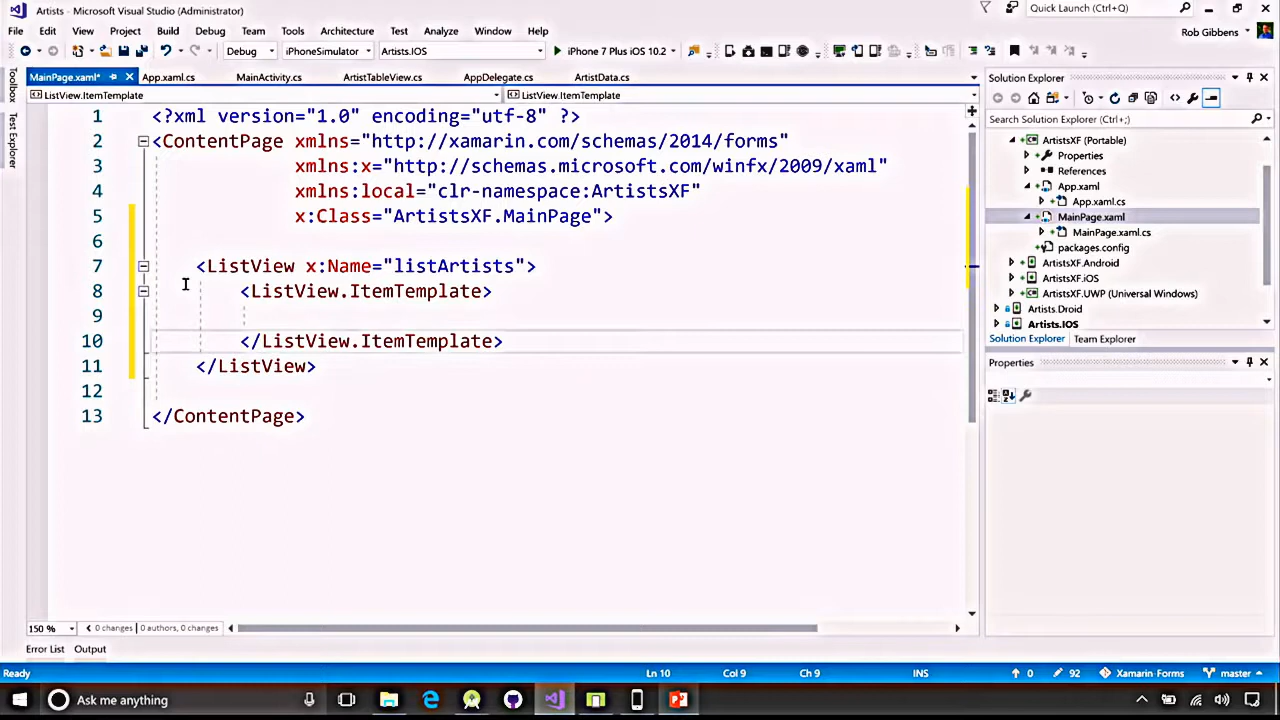 Artists - Microsoft Visual Studio (Administrator)
Quick Launch (Ctrl+Q)
File Edit View Project Build Debug Team Tools Architecture Test Analyze Window Help
Rob Gibbens
Debug iPhoneSimulator Artists.IOS iPhone 7 Plus iOS 10.2
Toolbox
Test Explorer
MainPage.xaml* App.xaml.cs MainActivity.cs ArtistTableView.cs AppDelegate.cs ArtistData.cs
ListView.ItemTemplate ListView.ItemTemplate
1 <?xml version="1.0" encoding="utf-8" ?>
2 <ContentPage xmlns="http://xamarin.com/schemas/2014/forms"
3 xmlns:x="http://schemas.microsoft.com/winfx/2009/xaml"
4 xmlns:local="clr-namespace:ArtistsXF"
5 x:Class="ArtistsXF.MainPage">
6
7 <ListView x:Name="listArtists">
8 <ListView.ItemTemplate>
9
10 </ListView.ItemTemplate>
11 </ListView>
12
13 </ContentPage>
150 % 0 changes | 0 authors, 0 changes
Error List Output
Solution Explorer
Search Solution Explorer (Ctrl+;)
ArtistsXF (Portable)
Properties
References
App.xaml
App.xaml.cs
MainPage.xaml
MainPage.xaml.cs
packages.config
ArtistsXF.Android
ArtistsXF.iOS
ArtistsXF.UWP (Universal Windows)
Artists.Droid
Artists.IOS
Solution Explorer Team Explorer
Properties
Ready Ln 10 Col 9 Ch 9 INS 0 92 Xamarin-Forms master
Ask me anything